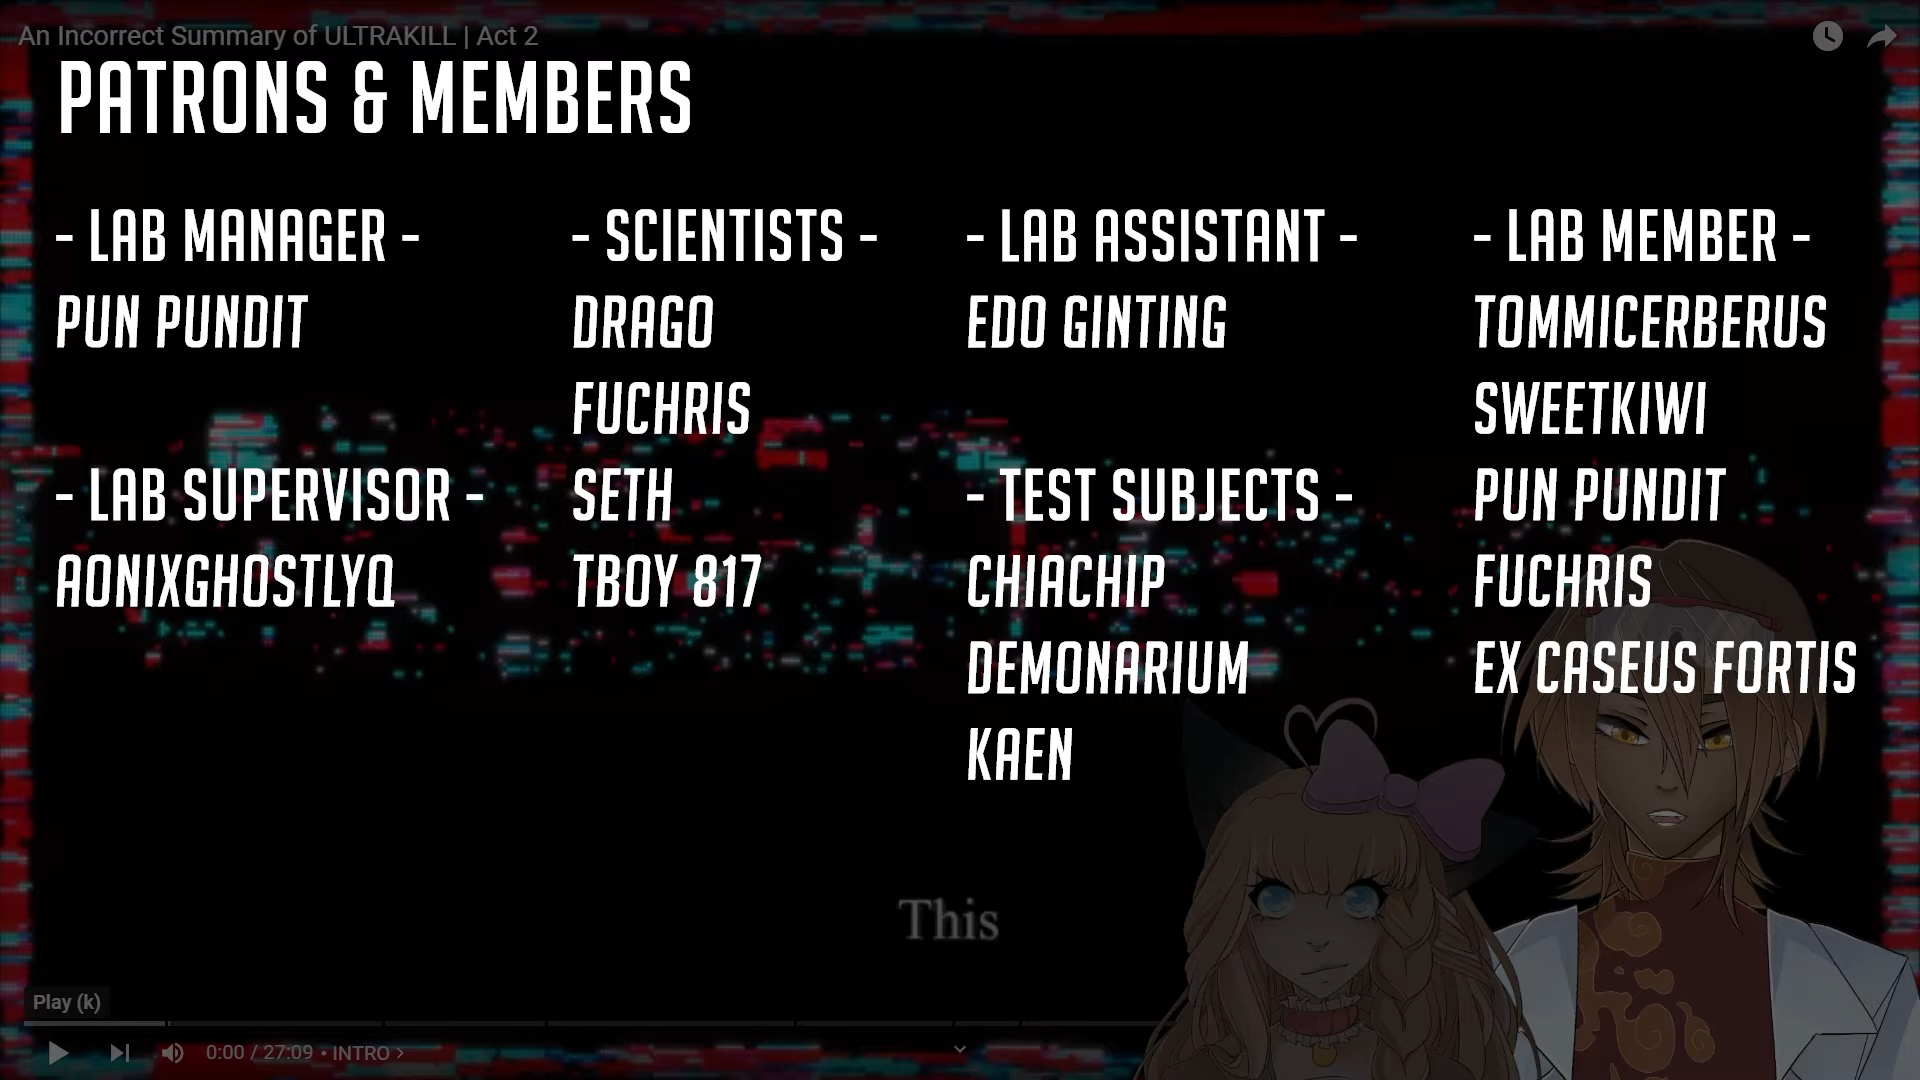 An Incorrect Summary of ULTRAKILL | Act 2
PATRONS & MEMBERS
- LAB MANAGER -
PUN PUNDIT
- LAB SUPERVISOR -
AONIXGHOSTLYQ
- SCIENTISTS -
DRAGO
FUCHRIS
SETH
TBOY 817
- LAB ASSISTANT -
EDO GINTING
- TEST SUBJECTS -
CHIACHIP
DEMONARIUM
KAEN
- LAB MEMBER -
TOMMICERBERUS
SWEETKIWI
PUN PUNDIT
FUCHRIS
EX CASEUS FORTIS
This
Play (k)
0:00 / 27:09 • INTRO >